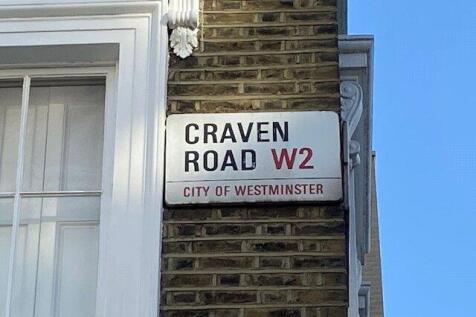 CRAVEN
ROAD W2
CITY OF WESTMINSTER